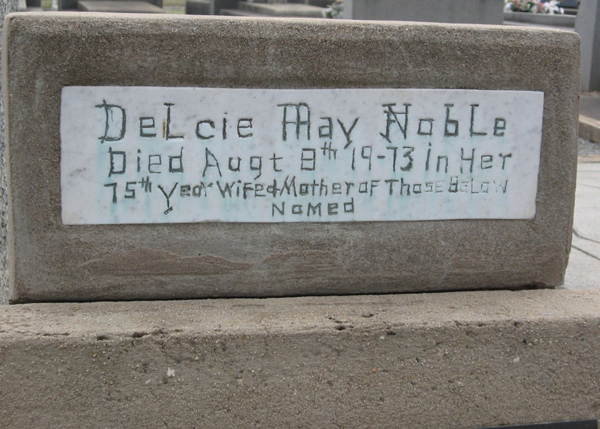 DeLcie May NobLe
Died Augt 8th 19-73 in Her
75th Year Wife & Mother of Those BeLow
Named